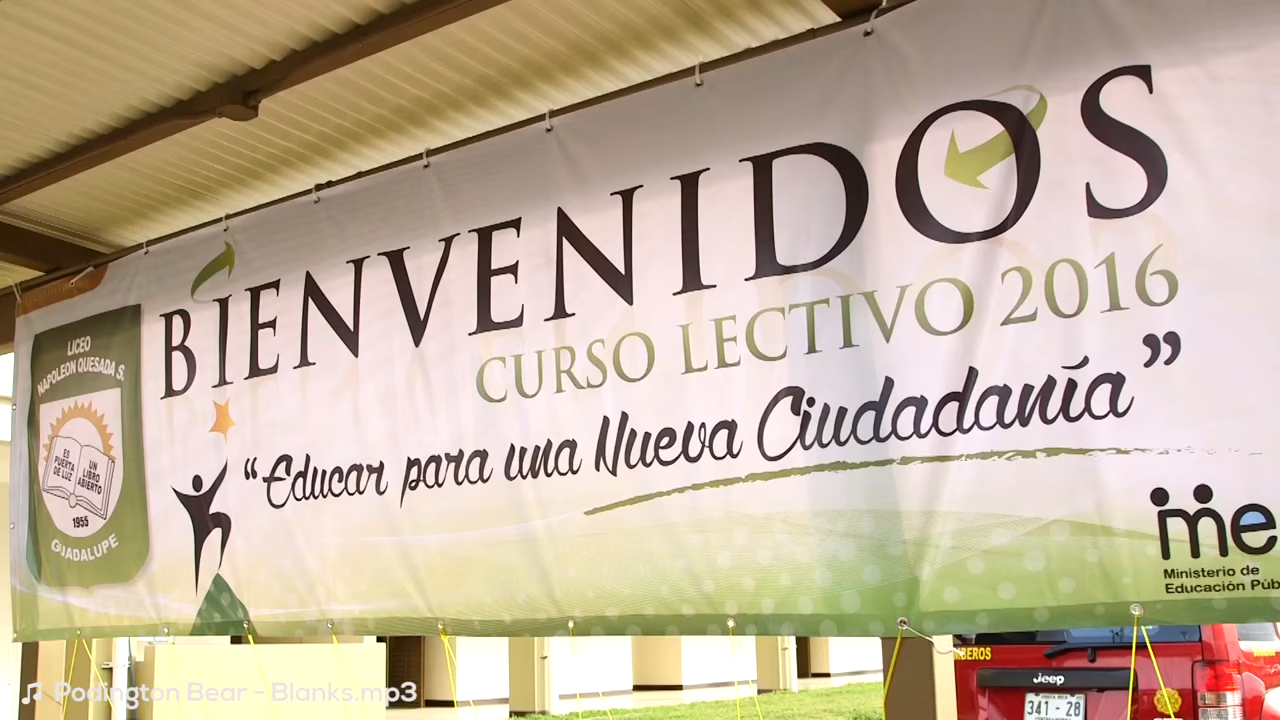 BIENVENIDOS
CURSO LECTIVO 2016
“Educar para una Nueva Ciudadanía”
LICEO
NAPOLEON QUESADA S.
ES
PUERTA
DE LUZ
UN
LIBRO
ABIERTO
1955
GUADALUPE
me
Ministerio de
Educación Púb
MBEROS
Jeep
341-28
♫ Podington Bear - Blanks.mp3